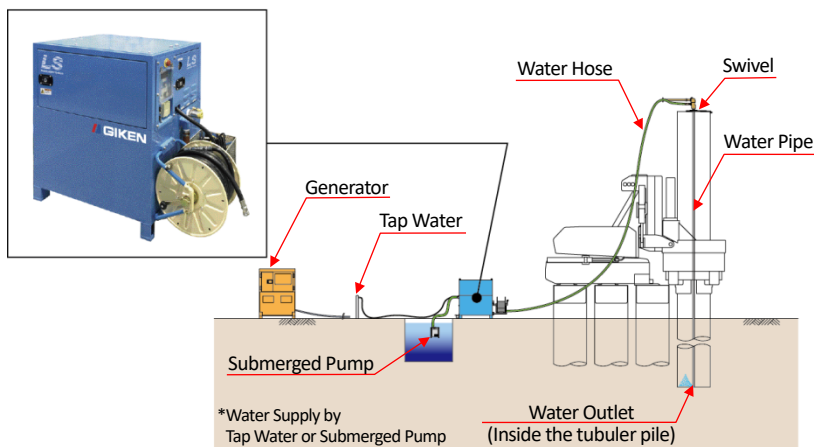 LS
LS
GIKEN
Water Hose
Swivel
Water Pipe
Generator
Tap Water
Submerged Pump
Water Outlet
(Inside the tubuler pile)
*Water Supply by
Tap Water or Submerged Pump